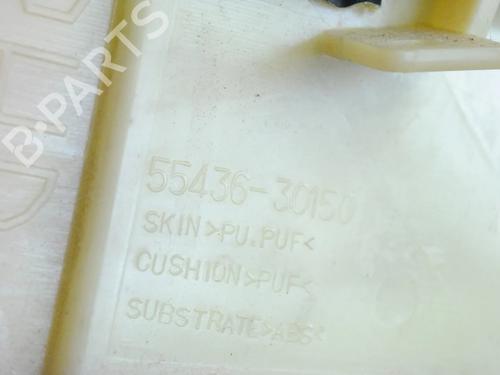 B-PARTS
55436-30150
SKIN>PU.PUF<
CUSHION>PUF<
SUBSTRATE>ABS<